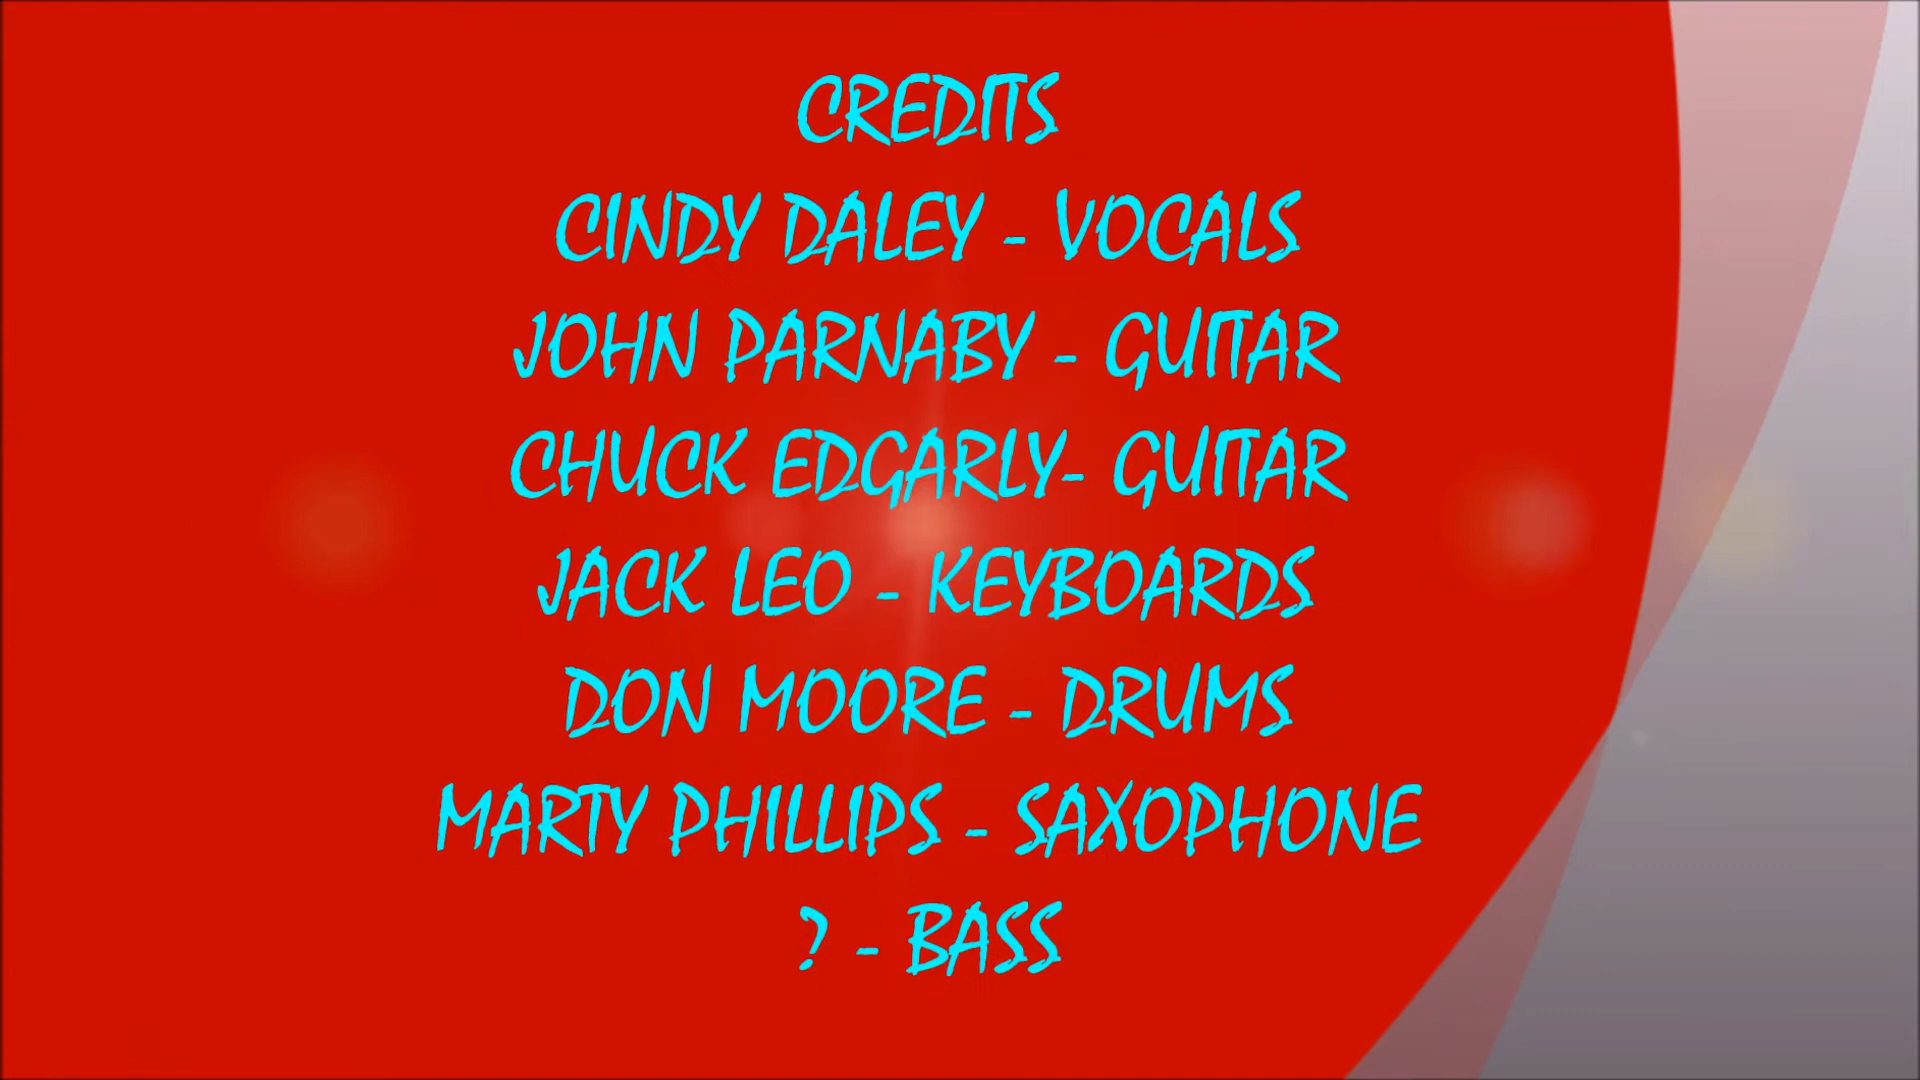 CREDITS
CINDY DALEY - VOCALS
JOHN PARNABY - GUITAR
CHUCK EDGARLY- GUITAR
JACK LEO - KEYBOARDS
DON MOORE - DRUMS
MARTY PHILLIPS - SAXOPHONE
? - BASS